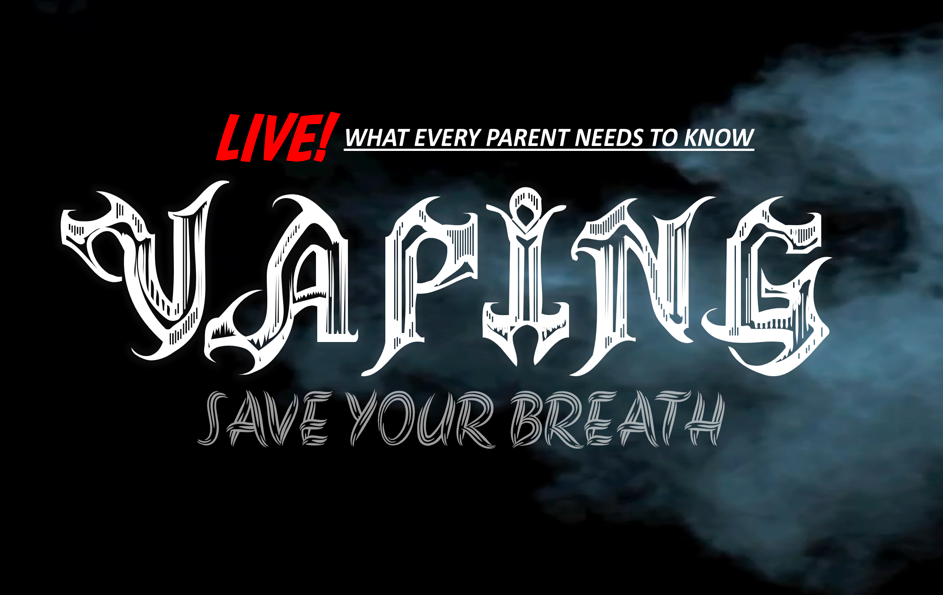 LIVE! WHAT EVERY PARENT NEEDS TO KNOW
VAPING
SAVE YOUR BREATH